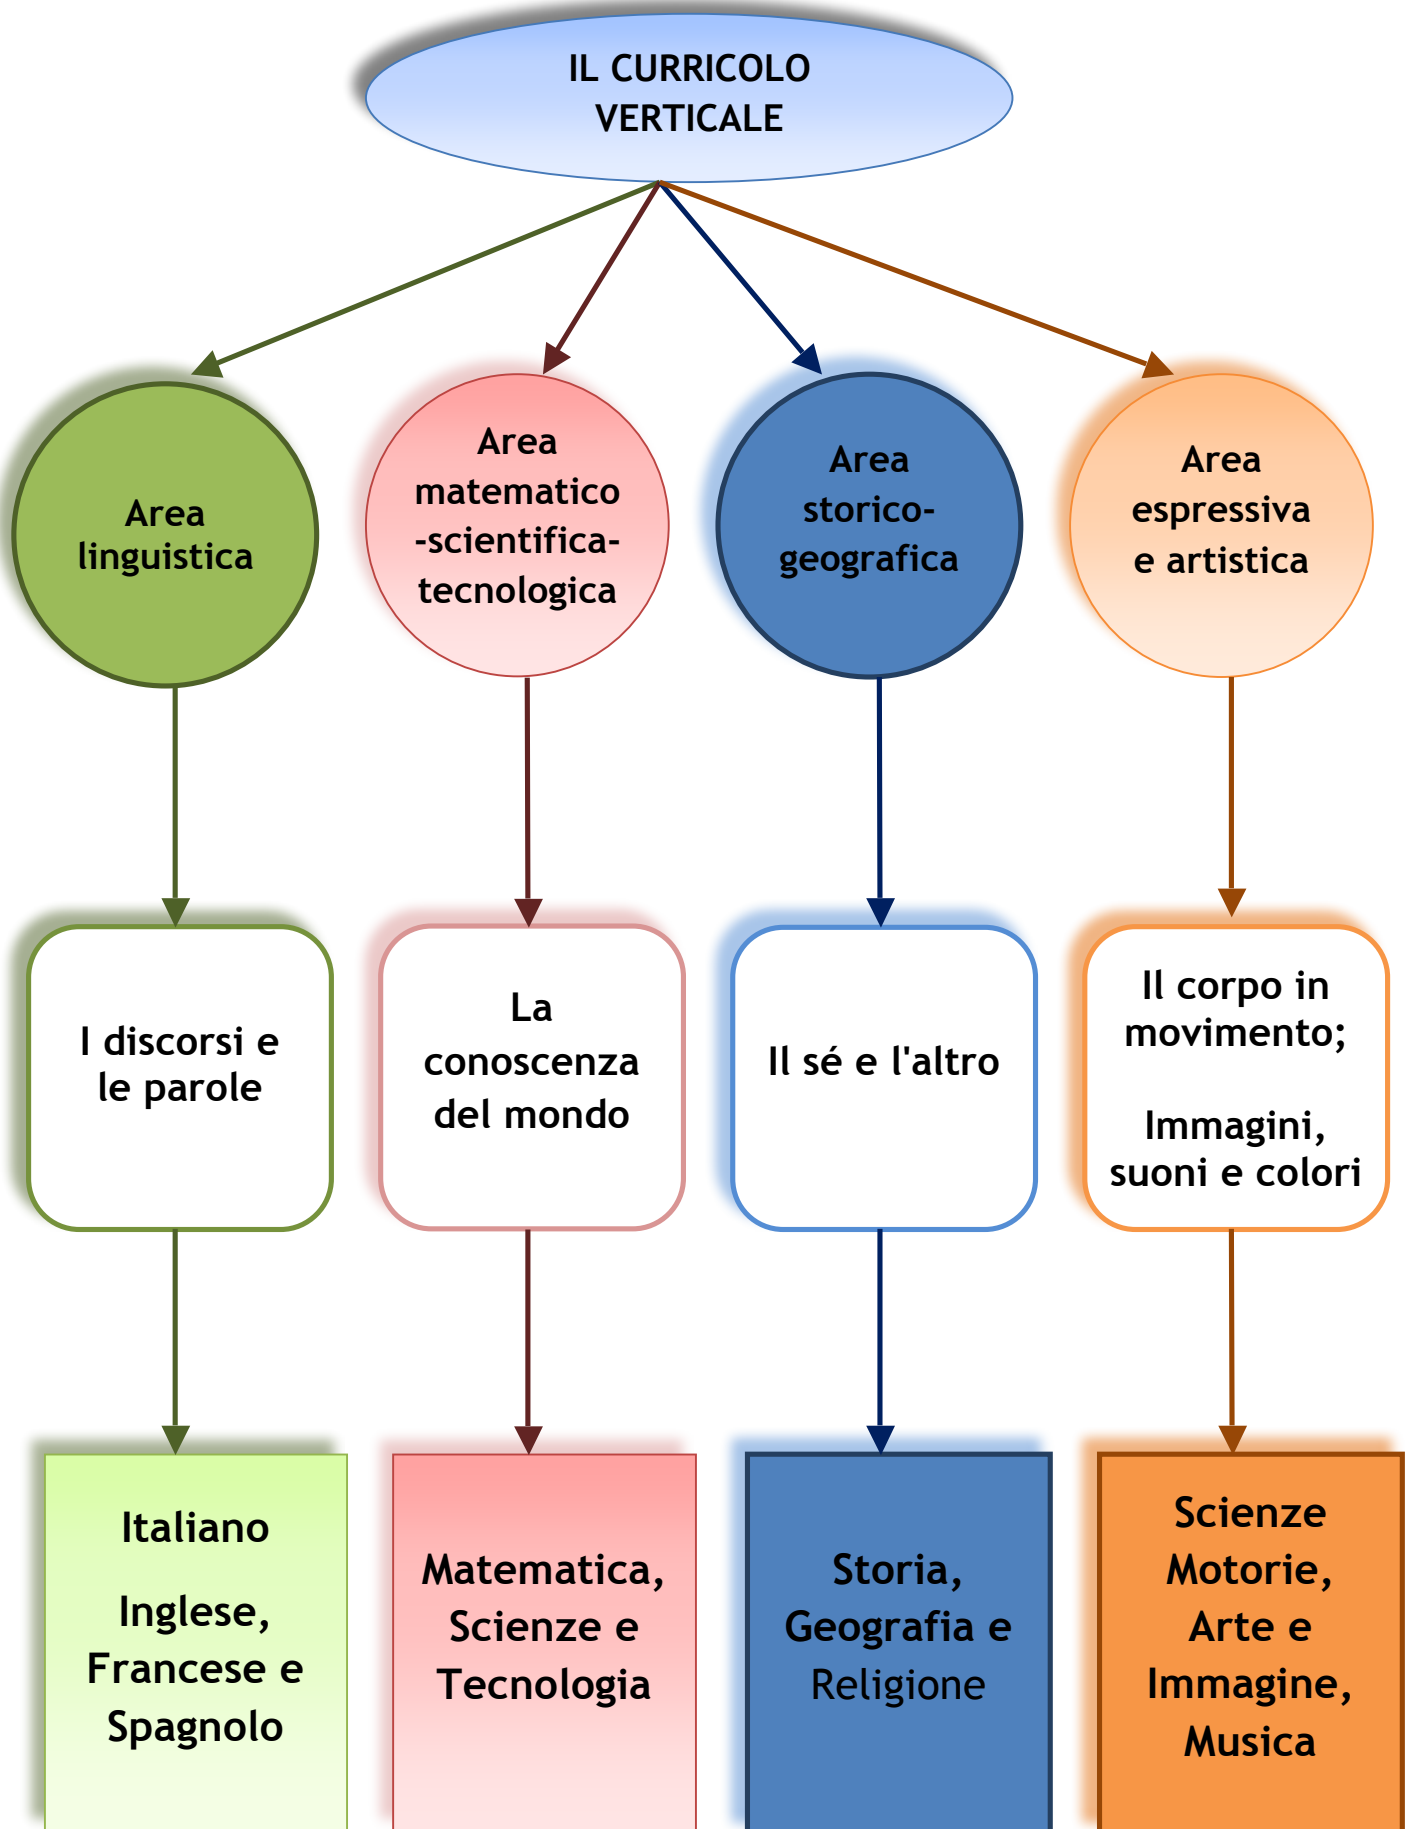 IL CURRICOLO
VERTICALE
Area
linguistica
Area
matematico
-scientifica-
tecnologica
Area
storico-
geografica
Area
espressiva
e artistica
I discorsi e
le parole
La
conoscenza
del mondo
Il sé e l'altro
Il corpo in
movimento;
Immagini,
suoni e colori
Italiano
Inglese,
Francese e
Spagnolo
Matematica,
Scienze e
Tecnologia
Storia,
Geografia e
Religione
Scienze
Motorie,
Arte e
Immagine,
Musica